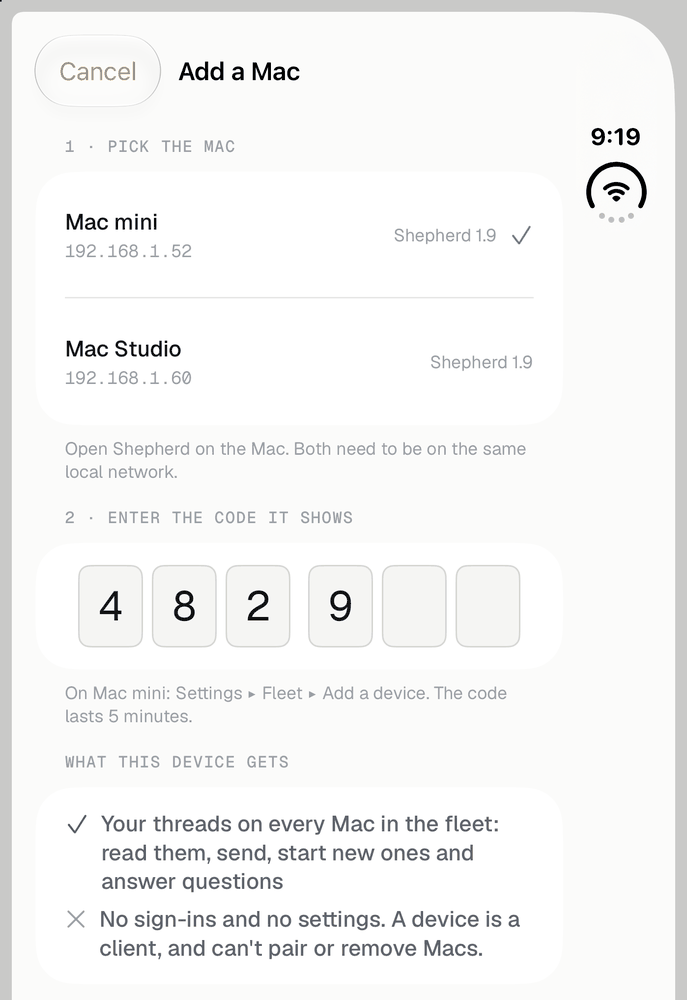 Cancel
Add a Mac
9:19
1 · PICK THE MAC
Mac mini
192.168.1.52
Shepherd 1.9
Mac Studio
192.168.1.60
Shepherd 1.9
Open Shepherd on the Mac. Both need to be on the same
local network.
2 · ENTER THE CODE IT SHOWS
4 8 2 9
On Mac mini: Settings ▸ Fleet ▸ Add a device. The code
lasts 5 minutes.
WHAT THIS DEVICE GETS
Your threads on every Mac in the fleet:
read them, send, start new ones and
answer questions
No sign-ins and no settings. A device is a
client, and can't pair or remove Macs.